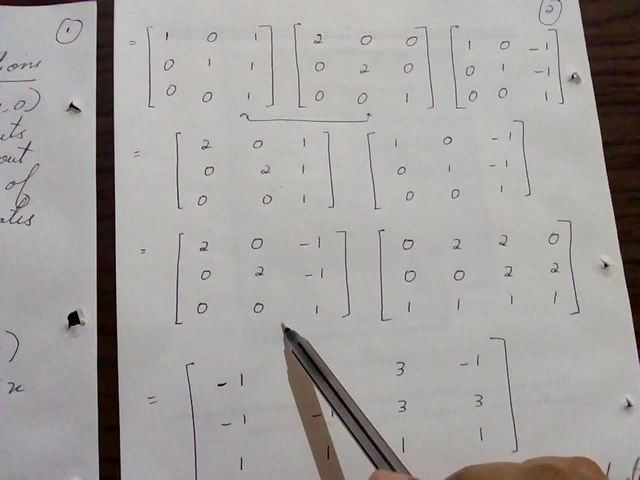 1
2
ions
, 0)
uts
out
of
ates
)
x
= [ 1 0 1 [ 2 0 0 [ 1 0 -1
0 1 1 0 2 0 0 1 -1
0 0 1 ] 0 0 1 ] 0 0 1 ]
= [ 2 0 1 [ 1 0 -1
0 2 1 0 1 -1
0 0 1 ] 0 0 1 ]
= [ 2 0 -1 [ 0 2 2 0
0 2 -1 0 0 2 2
0 0 1 ] 1 1 1 1 ]
= [ -1 3 -1
-1 3 3
1 1 1 1 ]